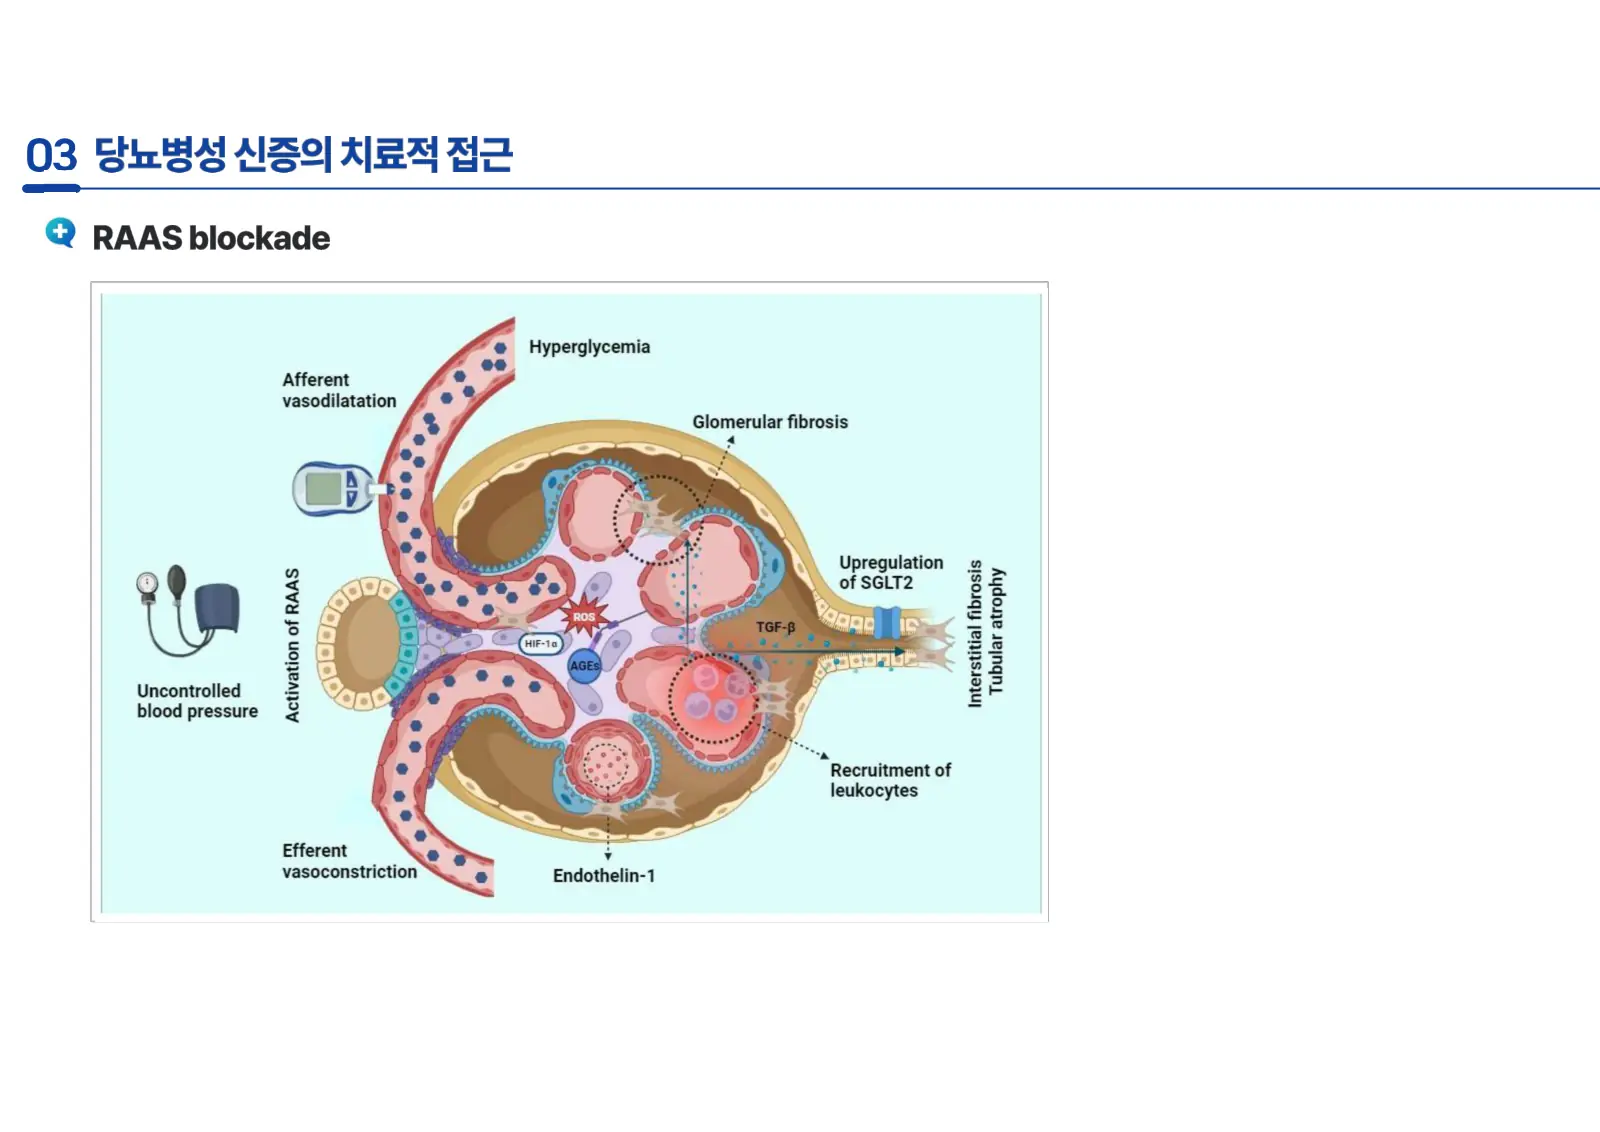 03 당뇨병성 신증의 치료적 접근
RAAS blockade
Hyperglycemia
Afferent
vasodilatation
Glomerular fibrosis
Upregulation
of SGLT2
Interstitial fibrosis
Tubular atrophy
Activation of RAAS
ROS
HIF-1α
AGEs
TGF-β
Uncontrolled
blood pressure
Recruitment of
leukocytes
Efferent
vasoconstriction
Endothelin-1